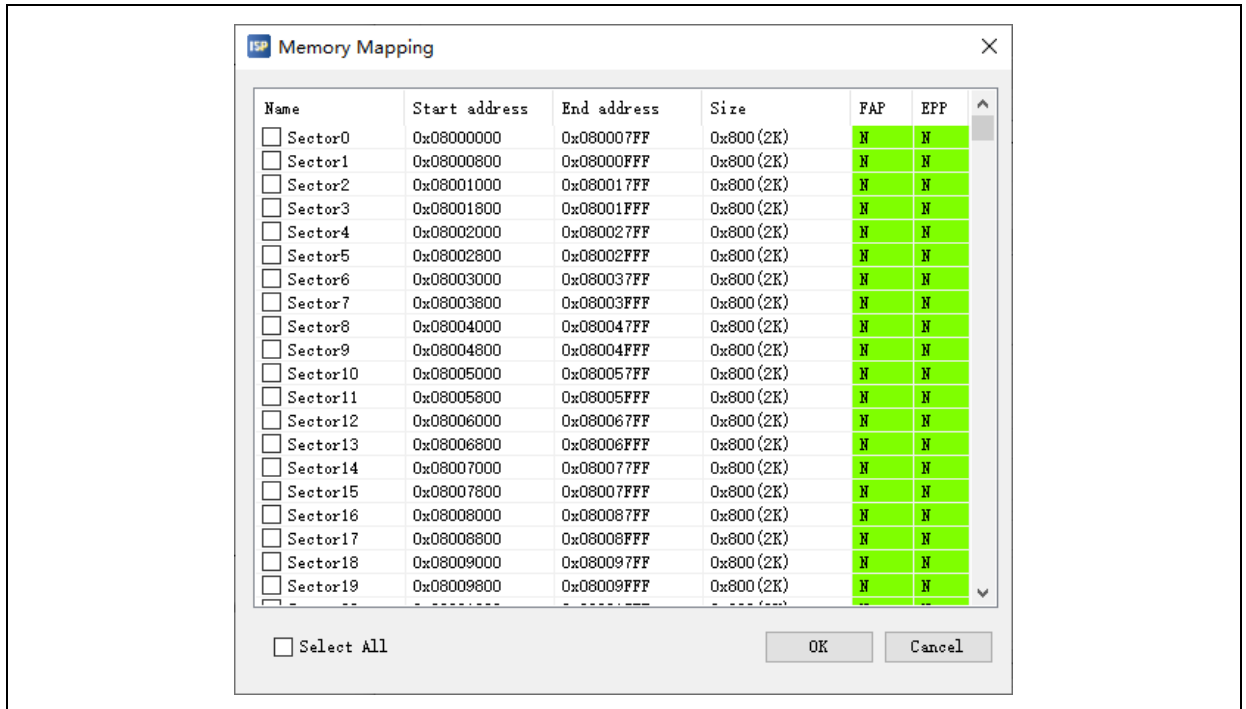 ISP Memory Mapping
Name Start address End address Size FAP EPP
Sector0 0x08000000 0x080007FF 0x800(2K) N N
Sector1 0x08000800 0x08000FFF 0x800(2K) N N
Sector2 0x08001000 0x080017FF 0x800(2K) N N
Sector3 0x08001800 0x08001FFF 0x800(2K) N N
Sector4 0x08002000 0x080027FF 0x800(2K) N N
Sector5 0x08002800 0x08002FFF 0x800(2K) N N
Sector6 0x08003000 0x080037FF 0x800(2K) N N
Sector7 0x08003800 0x08003FFF 0x800(2K) N N
Sector8 0x08004000 0x080047FF 0x800(2K) N N
Sector9 0x08004800 0x08004FFF 0x800(2K) N N
Sector10 0x08005000 0x080057FF 0x800(2K) N N
Sector11 0x08005800 0x08005FFF 0x800(2K) N N
Sector12 0x08006000 0x080067FF 0x800(2K) N N
Sector13 0x08006800 0x08006FFF 0x800(2K) N N
Sector14 0x08007000 0x080077FF 0x800(2K) N N
Sector15 0x08007800 0x08007FFF 0x800(2K) N N
Sector16 0x08008000 0x080087FF 0x800(2K) N N
Sector17 0x08008800 0x08008FFF 0x800(2K) N N
Sector18 0x08009000 0x080097FF 0x800(2K) N N
Sector19 0x08009800 0x08009FFF 0x800(2K) N N
Select All OK Cancel